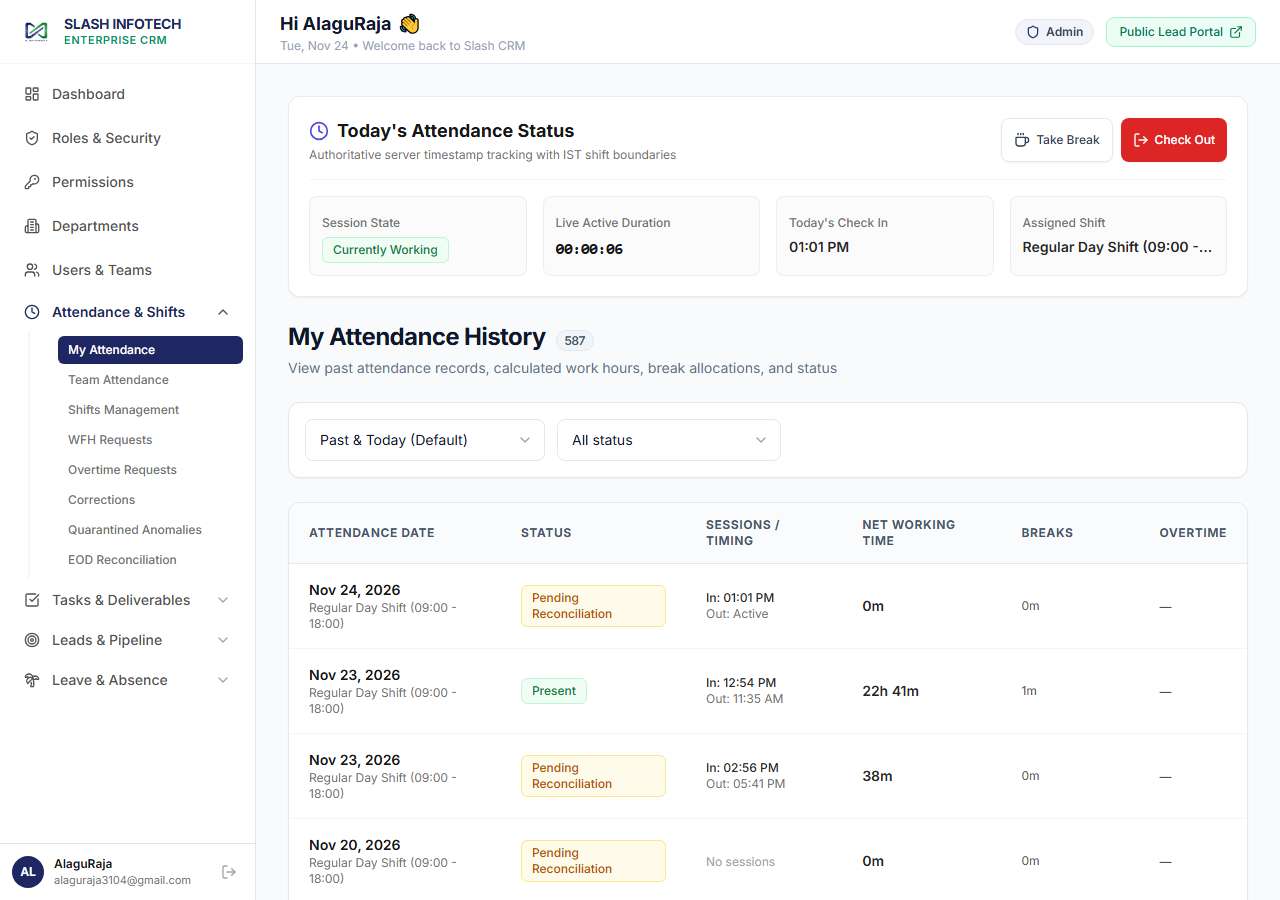 SLASH INFOTECH
ENTERPRISE CRM
Dashboard
Roles & Security
Permissions
Departments
Users & Teams
Attendance & Shifts
My Attendance
Team Attendance
Shifts Management
WFH Requests
Overtime Requests
Corrections
Quarantined Anomalies
EOD Reconciliation
Tasks & Deliverables
Leads & Pipeline
Leave & Absence
AL
AlaguRaja
alaguraja3104@gmail.com
Hi AlaguRaja 👋
Tue, Nov 24 • Welcome back to Slash CRM
Admin
Public Lead Portal
Today's Attendance Status
Authoritative server timestamp tracking with IST shift boundaries
Take Break
Check Out
Session State
Currently Working
Live Active Duration
00:00:06
Today's Check In
01:01 PM
Assigned Shift
Regular Day Shift (09:00 -...
My Attendance History 587
View past attendance records, calculated work hours, break allocations, and status
Past & Today (Default)
All status
ATTENDANCE DATE
STATUS
SESSIONS /
TIMING
NET WORKING
TIME
BREAKS
OVERTIME
Nov 24, 2026
Regular Day Shift (09:00 -
18:00)
Pending
Reconciliation
In: 01:01 PM
Out: Active
0m
0m
—
Nov 23, 2026
Regular Day Shift (09:00 -
18:00)
Present
In: 12:54 PM
Out: 11:35 AM
22h 41m
1m
—
Nov 23, 2026
Regular Day Shift (09:00 -
18:00)
Pending
Reconciliation
In: 02:56 PM
Out: 05:41 PM
38m
0m
—
Nov 20, 2026
Regular Day Shift (09:00 -
18:00)
Pending
Reconciliation
No sessions
0m
0m
—